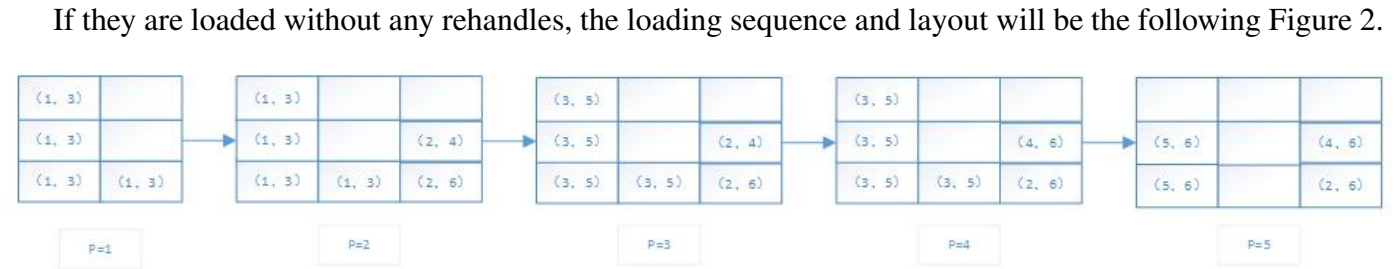 If they are loaded without any rehandles, the loading sequence and layout will be the following Figure 2.
(1, 3) (1, 3) (3, 5) (3, 5)
(1, 3) (1, 3) (2, 4) (3, 5) (2, 4) (3, 5) (4, 6) (5, 6) (4, 6)
(1, 3) (1, 3) (1, 3) (1, 3) (2, 6) (3, 5) (3, 5) (2, 6) (3, 5) (3, 5) (2, 6) (5, 6) (2, 6)
P=1 P=2 P=3 P=4 P=5